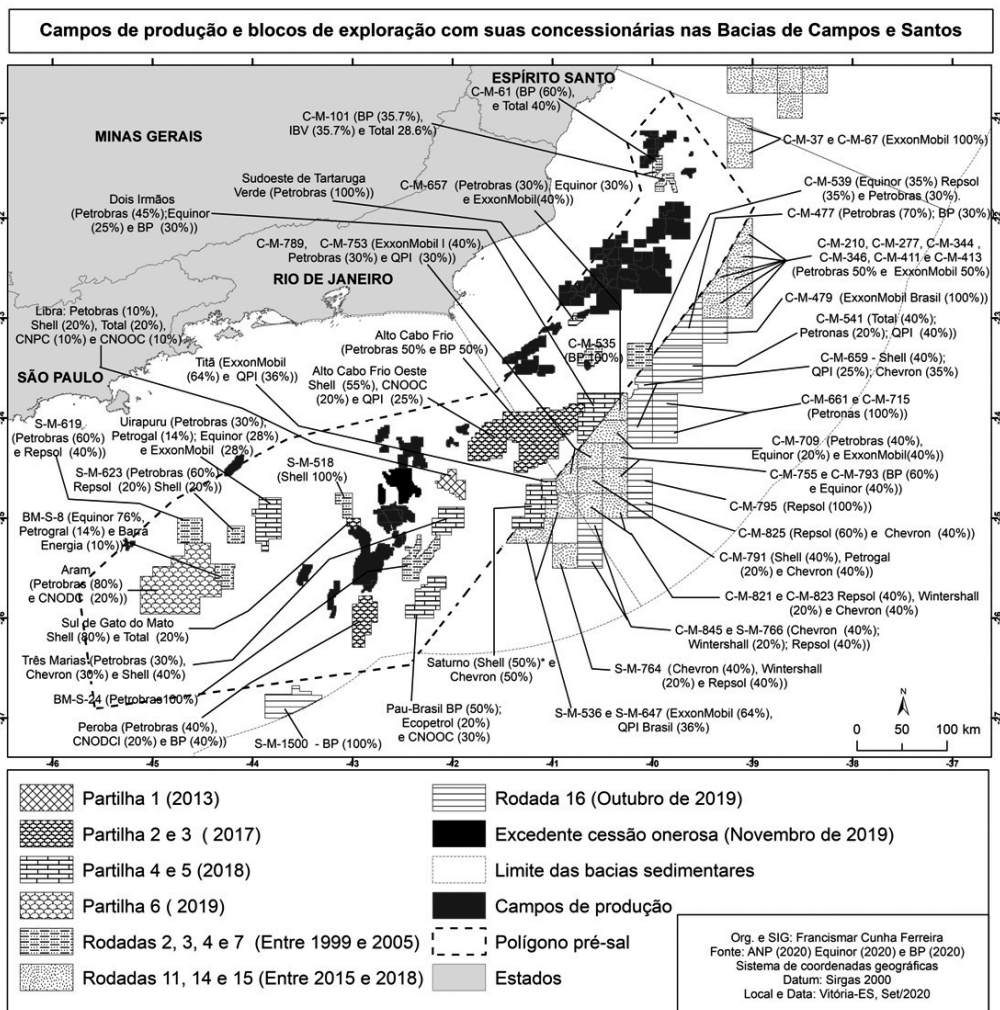 Campos de produção e blocos de exploração com suas concessionárias nas Bacias de Campos e Santos
ESPÍRITO SANTO
C-M-61 (BP (60%),
e Total 40%)
C-M-101 (BP (35.7%),
IBV (35.7%) e Total 28.6%)
MINAS GERAIS
C-M-37 e C-M-67 (ExxonMobil 100%)
Sudoeste de Tartaruga
Verde (Petrobras (100%))
C-M-657 (Petrobras (30%), Equinor (30%)
e ExxonMobil(40%))
C-M-539 (Equinor (35%) Repsol
(35%) e Petrobras (30%).
Dois Irmãos
(Petrobras (45%);Equinor
(25%) e BP (30%))
C-M-477 (Petrobras (70%); BP (30%))
C-M-789, C-M-753 (ExxonMobil I (40%),
Petrobras (30%) e QPI (30%))
C-M-210, C-M-277, C-M-344 ,
C-M-346, C-M-411 e C-M-413
(Petrobras 50% e ExxonMobil 50%)
RIO DE JANEIRO
C-M-479 (ExxonMobil Brasil (100%))
Libra: Petobras (10%),
Shell (20%), Total (20%),
CNPC (10%) e CNOOC (10%)
C-M-541 (Total (40%);
Petronas (20%); QPI (40%))
Alto Cabo Frio
(Petrobras 50% e BP 50%)
C-M-535
(BP 100%)
Titã (ExxonMobil
(64%) e QPI (36%))
C-M-659 - Shell (40%);
QPI (25%); Chevron (35%)
SÃO PAULO
Alto Cabo Frio Oeste
Shell (55%), CNOOC
(20%) e QPI (25%)
C-M-661 e C-M-715
(Petronas (100%))
S-M-619
(Petrobras (60%)
e Repsol (40%))
Uirapuru (Petrobras (30%);
Petrogal (14%); Equinor (28%)
e ExxonMobil (28%)
C-M-709 (Petrobras (40%),
Equinor (20%) e ExxonMobil(40%))
S-M-518
(Shell 100%)
S-M-623 (Petrobras (60%)
Repsol (20%) Shell (20%))
C-M-755 e C-M-793 (BP (60%)
e Equinor (40%))
C-M-795 (Repsol (100%))
BM-S-8 (Equinor 76%,
Petrogral (14%) e Barra
Energia (10%))
C-M-825 (Repsol (60%) e Chevron (40%))
C-M-791 (Shell (40%), Petrogal
(20%) e Chevron (40%))
Aram
(Petrobras (80%)
e CNODC (20%))
C-M-821 e C-M-823 Repsol (40%), Wintershall
(20%) e Chevron (40%)
Sul de Gato do Mato
Shell (80%) e Total (20%)
C-M-845 e S-M-766 (Chevron (40%);
Wintershall (20%); Repsol (40%))
Três Marias (Petrobras (30%),
Chevron (30%) e Shell (40%)
Saturno (Shell (50%)* e
Chevron (50%)
S-M-764 (Chevron (40%), Wintershall
(20%) e Repsol (40%))
BM-S-24 (Petrobras 100%)
Pau-Brasil BP (50%);
Ecopetrol (20%)
e CNOOC (30%)
S-M-536 e S-M-647 (ExxonMobil (64%),
QPI Brasil (36%)
Peroba (Petrobras (40%),
CNODCI (20%) e BP (40%))
S-M-1500 - BP (100%)
N
0 50 100 km
-46 -45 -44 -43 -42 -41 -40 -39 -38 -37
Partilha 1 (2013)
Partilha 2 e 3 ( 2017)
Partilha 4 e 5 (2018)
Partilha 6 ( 2019)
Rodadas 2, 3, 4 e 7 (Entre 1999 e 2005)
Rodadas 11, 14 e 15 (Entre 2015 e 2018)
Rodada 16 (Outubro de 2019)
Excedente cessão onerosa (Novembro de 2019)
Limite das bacias sedimentares
Campos de produção
Polígono pré-sal
Estados
Org. e SIG: Francismar Cunha Ferreira
Fonte: ANP (2020) Equinor (2020) e BP (2020)
Sistema de coordenadas geográficas
Datum: Sirgas 2000
Local e Data: Vitória-ES, Set/2020